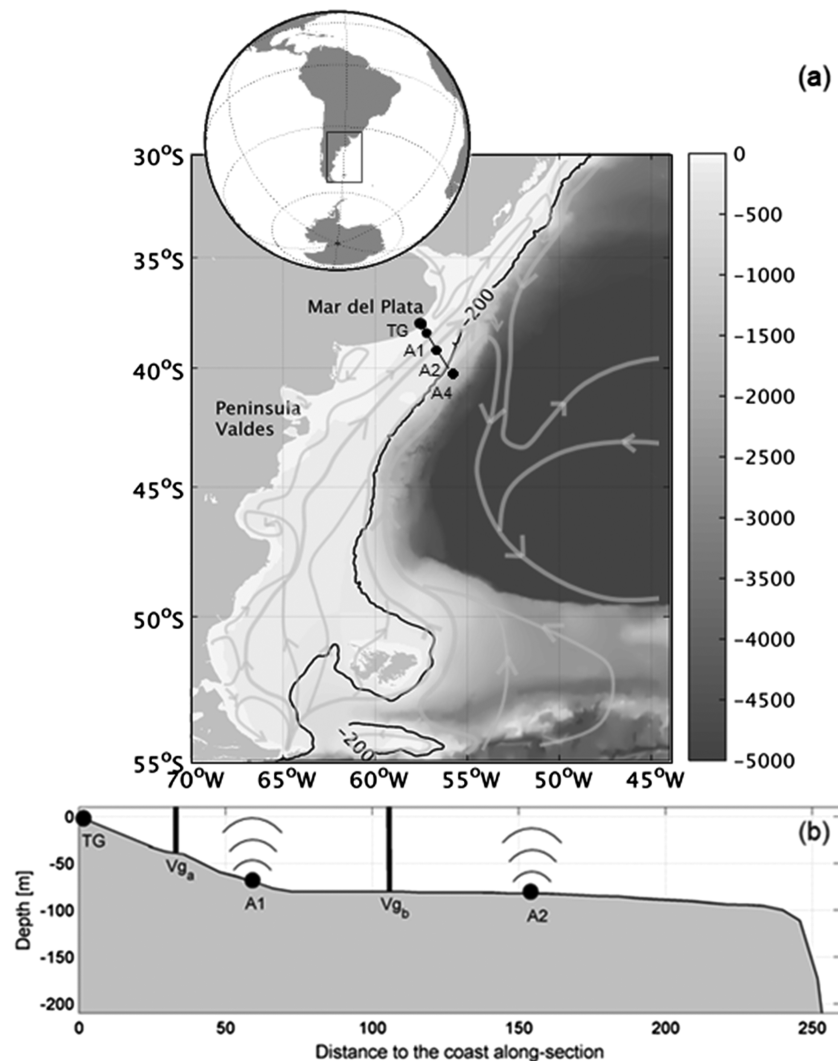 (a)
30°S
35°S
40°S
45°S
50°S
55°S
Mar del Plata
TG
A1
A2
A4
-200
Peninsula
Valdes
-200
70°W 65°W 60°W 55°W 50°W 45°W
0
-500
-1000
-1500
-2000
-2500
-3000
-3500
-4000
-4500
-5000
(b)
Depth [m]
0
-50
-100
-150
-200
TG
Vga
A1
Vgb
A2
0 50 100 150 200 250
Distance to the coast along-section